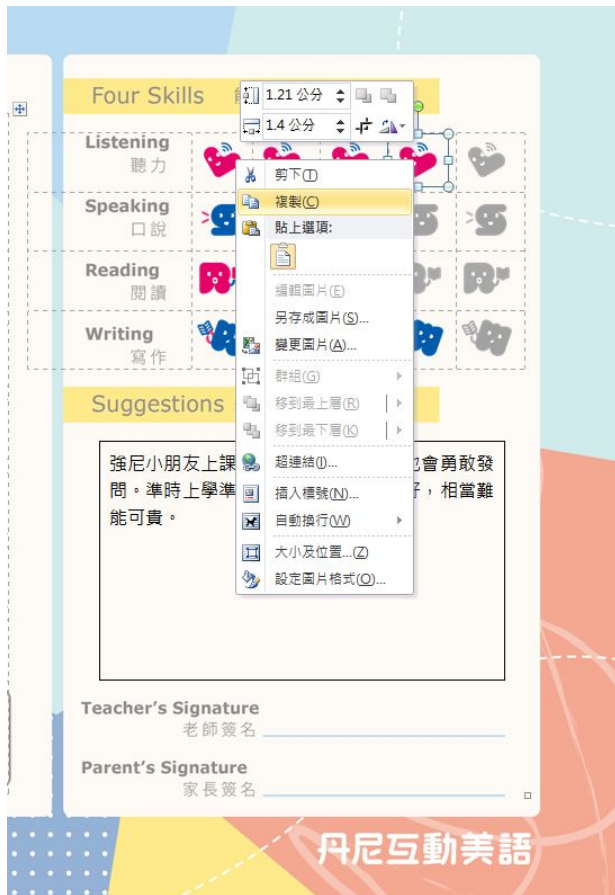 Four Skills
1.21 公分
1.4 公分
Listening
聽力
Speaking
口說
Reading
閱讀
Writing
寫作
剪下(T)
複製(C)
貼上選項:
編輯圖片(E)
另存成圖片(S)...
變更圖片(A)...
群組(G)
移到最上層(R)
移到最下層(K)
超連結(I)...
插入標號(N)...
自動換行(W)
大小及位置...(Z)
設定圖片格式(O)...
Suggestions
強尼小朋友上課
會勇敢發
問。準時上學準
,相當難
能可貴。
Teacher's Signature
老師簽名
Parent's Signature
家長簽名
丹尼互動美語